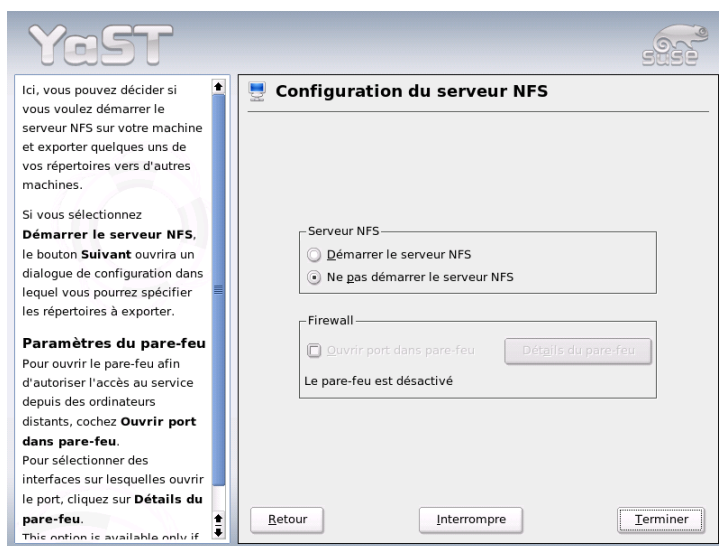 YaST
SUSE
Ici, vous pouvez décider si
vous voulez démarrer le
serveur NFS sur votre machine
et exporter quelques uns de
vos répertoires vers d'autres
machines.
Si vous sélectionnez
Démarrer le serveur NFS,
le bouton Suivant ouvrira un
dialogue de configuration dans
lequel vous pourrez spécifier
les répertoires à exporter.
Paramètres du pare-feu
Pour ouvrir le pare-feu afin
d'autoriser l'accès au service
depuis des ordinateurs
distants, cochez Ouvrir port
dans pare-feu.
Pour sélectionner des
interfaces sur lesquelles ouvrir
le port, cliquez sur Détails du
pare-feu.
This option is available only if
Configuration du serveur NFS
Serveur NFS
Démarrer le serveur NFS
Ne pas démarrer le serveur NFS
Firewall
Ouvrir port dans pare-feu
Détails du pare-feu
Le pare-feu est désactivé
Retour
Interrompre
Terminer